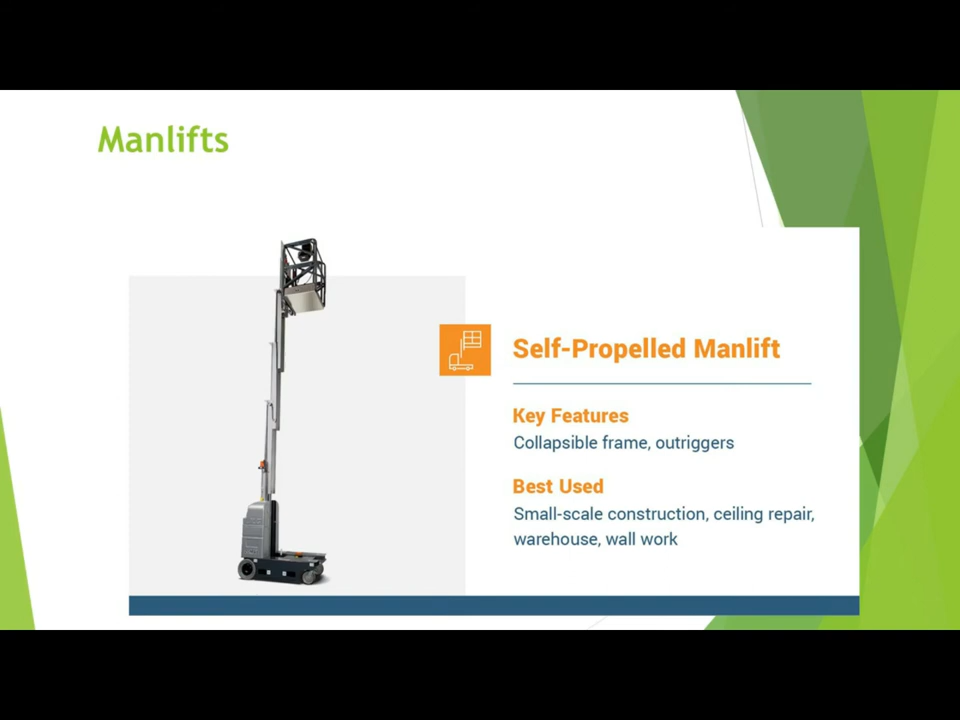 Manlifts
Self-Propelled Manlift
Key Features
Collapsible frame, outriggers
Best Used
Small-scale construction, ceiling repair,
warehouse, wall work